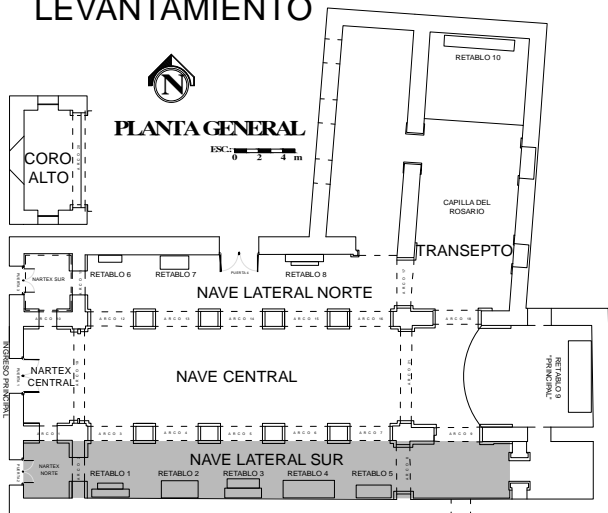 LEVANTAMIENTO
N
PLANTA GENERAL
ESC.:
0 2 4 m
CORO
ALTO
RETABLO 10
CAPILLA DEL
ROSARIO
TRANSEPTO
RETABLO 6
RETABLO 7
RETABLO 8
NARTEX SUR
NAVE LATERAL NORTE
INGRESO PRINCIPAL
NARTEX
CENTRAL
NAVE CENTRAL
RETABLO 9
"PRINCIPAL"
NAVE LATERAL SUR
NARTEX
NORTE
RETABLO 1
RETABLO 2
RETABLO 3
RETABLO 4
RETABLO 5